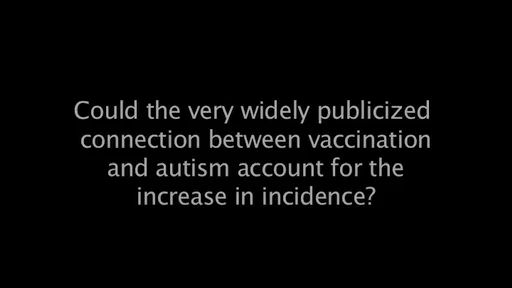 Could the very widely publicized
connection between vaccination
and autism account for the
increase in incidence?